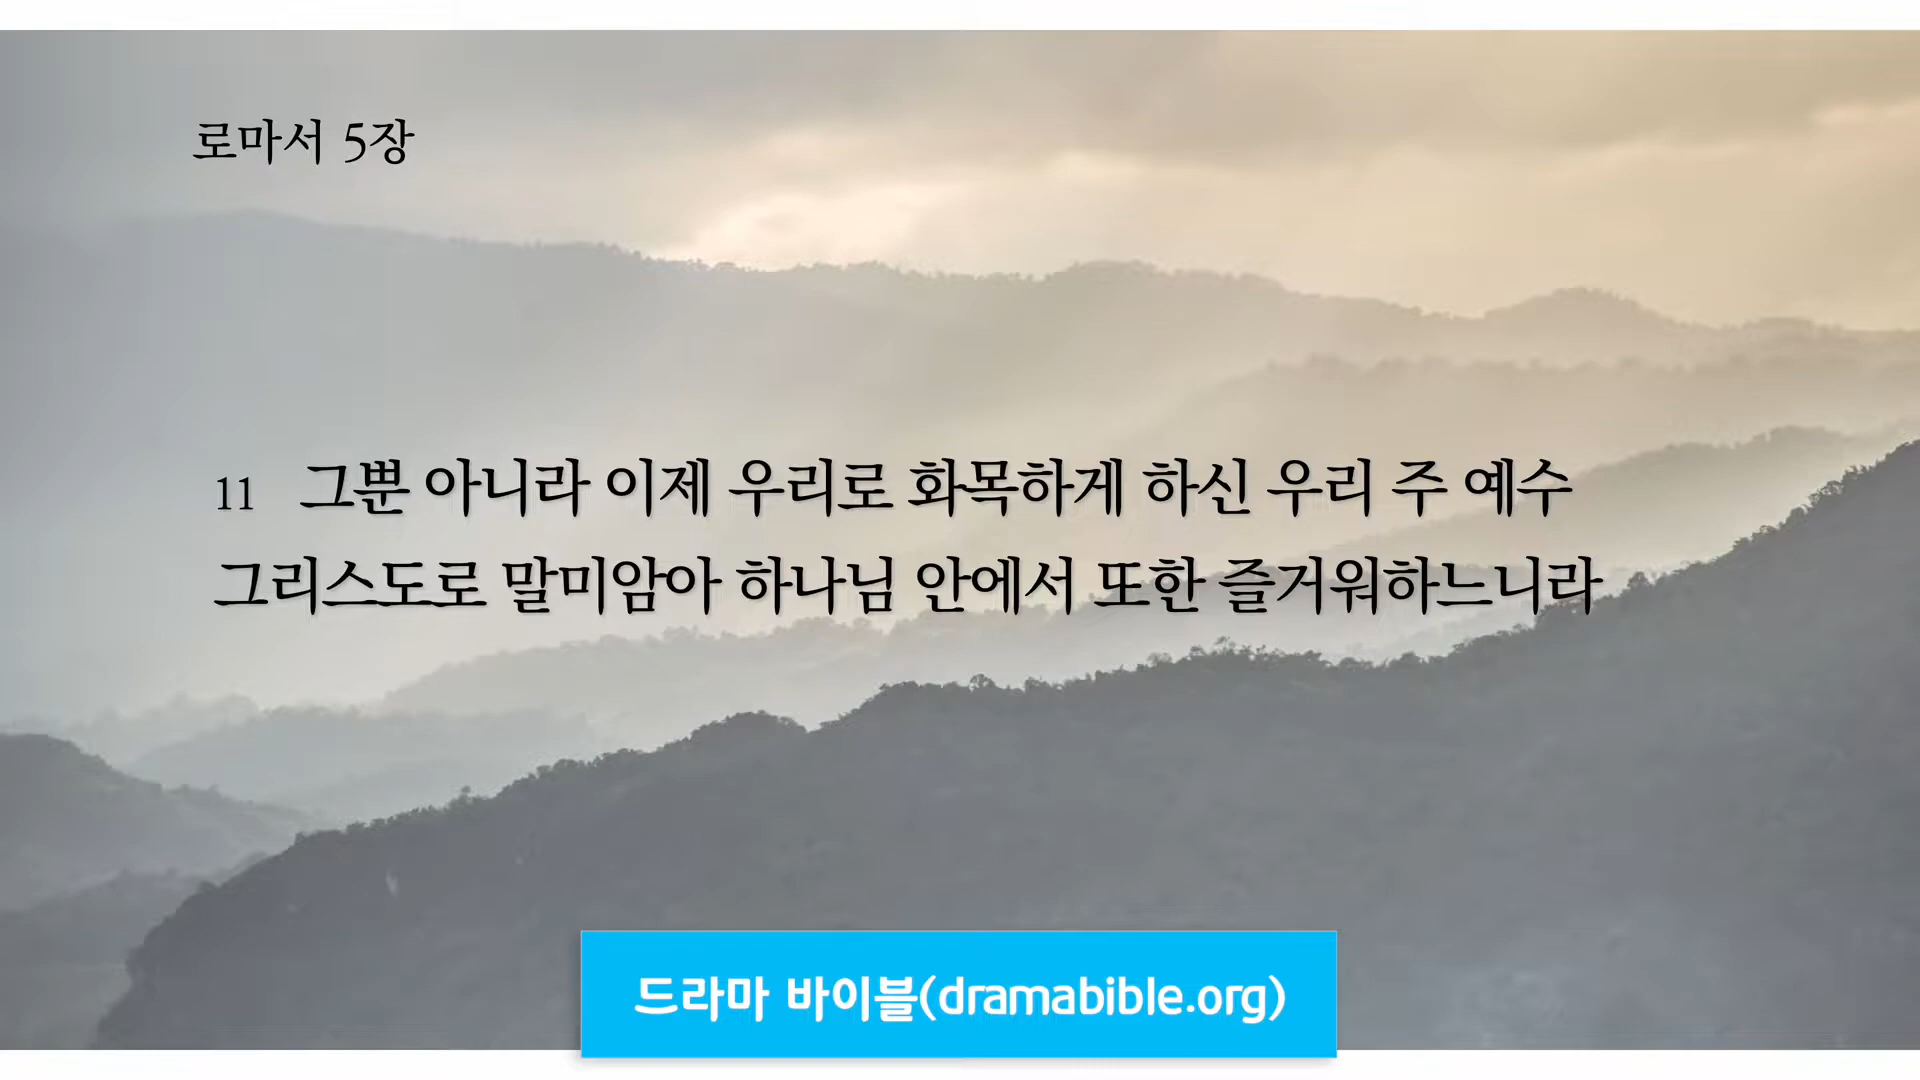 로마서 5장
11 그뿐 아니라 이제 우리로 화목하게 하신 우리 주 예수
그리스도로 말미암아 하나님 안에서 또한 즐거워하느니라
드라마 바이블(dramabible.org)